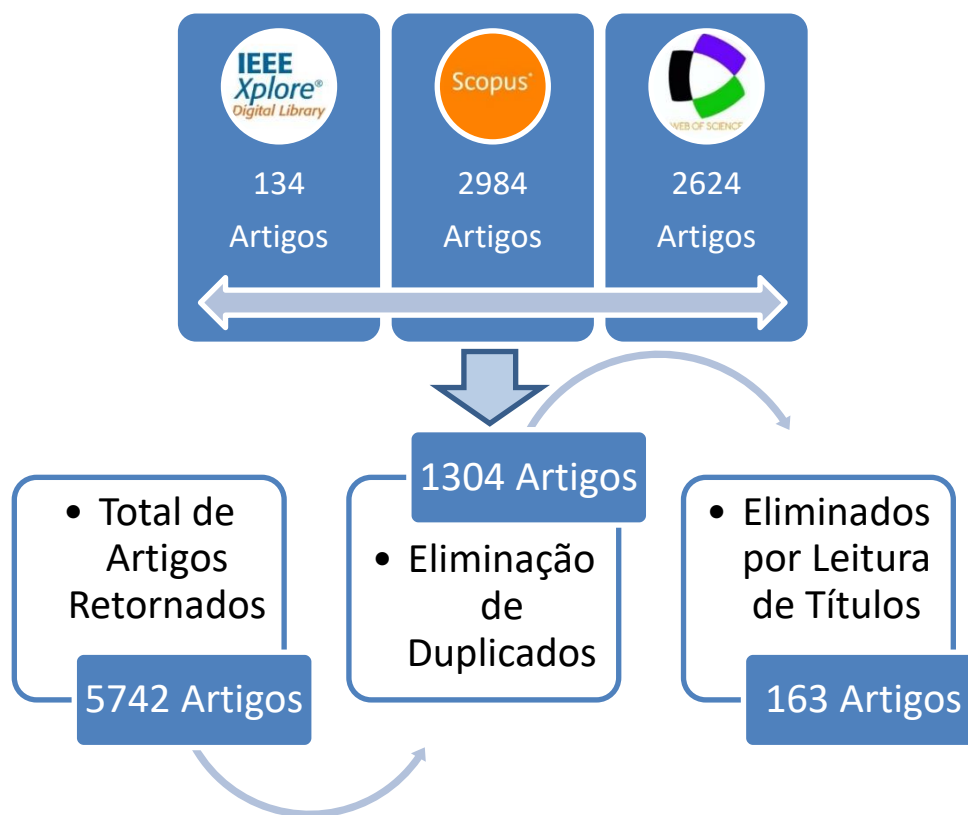 IEEE
Xplore®
Digital Library
134
Artigos
Scopus®
2984
Artigos
WEB OF SCIENCE
2624
Artigos
• Total de
Artigos
Retornados
5742 Artigos
1304 Artigos
• Eliminação
de
Duplicados
• Eliminados
por Leitura
de Títulos
163 Artigos